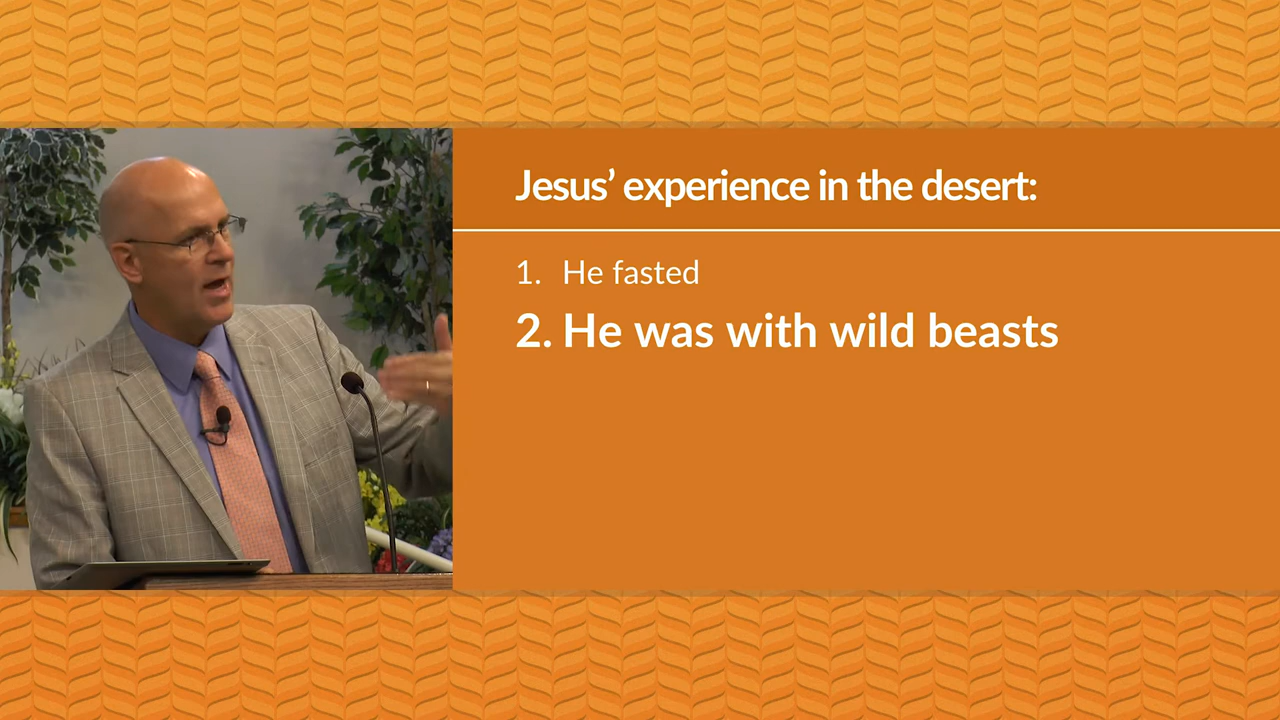 Jesus’ experience in the desert:
1. He fasted
2. He was with wild beasts